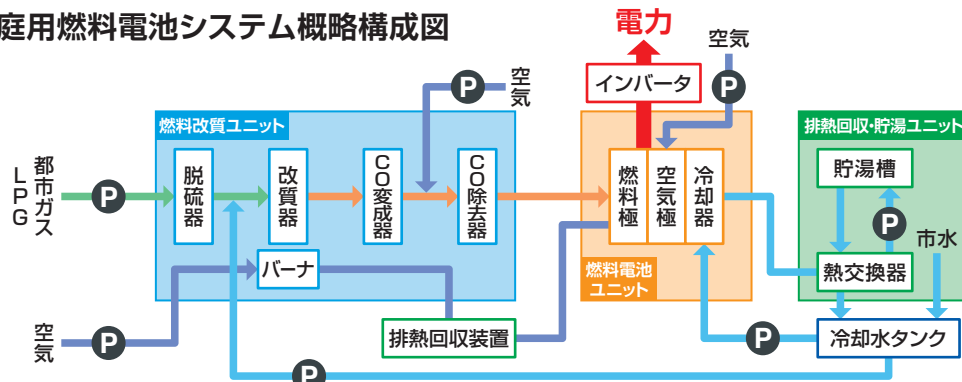 庭用燃料電池システム概略構成図
電力
空気
インバータ
P
P
空気
燃料改質ユニット
排熱回収・貯湯ユニット
都市ガス
LPG
P
脱硫器
改質器
CO変成器
CO除去器
燃料極
空気極
冷却器
貯湯槽
P
市水
熱交換器
バーナ
燃料電池
ユニット
空気
P
排熱回収装置
P
冷却水タンク
P